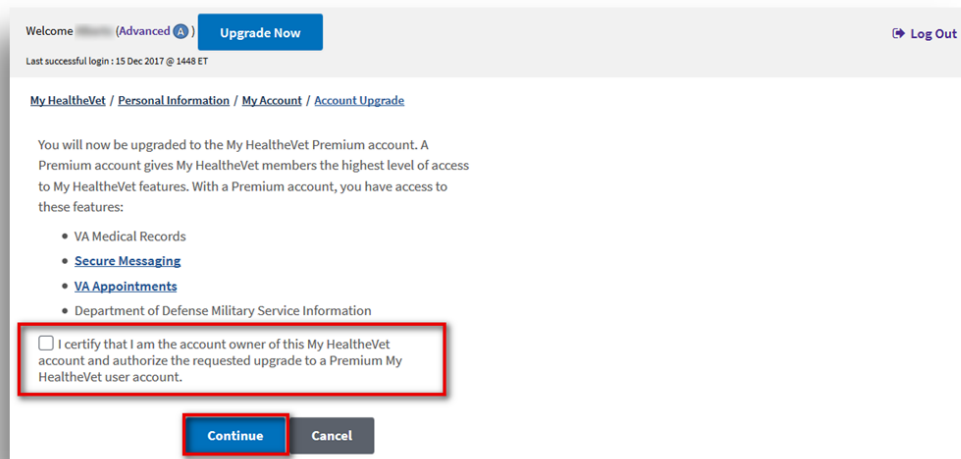 Welcome (Advanced A ) Upgrade Now
Log Out
Last successful login : 15 Dec 2017 @ 1448 ET
My HealtheVet / Personal Information / My Account / Account Upgrade
You will now be upgraded to the My HealtheVet Premium account. A
Premium account gives My HealtheVet members the highest level of access
to My HealtheVet features. With a Premium account, you have access to
these features:
• VA Medical Records
• Secure Messaging
• VA Appointments
• Department of Defense Military Service Information
I certify that I am the account owner of this My HealtheVet
account and authorize the requested upgrade to a Premium My
HealtheVet user account.
Continue Cancel